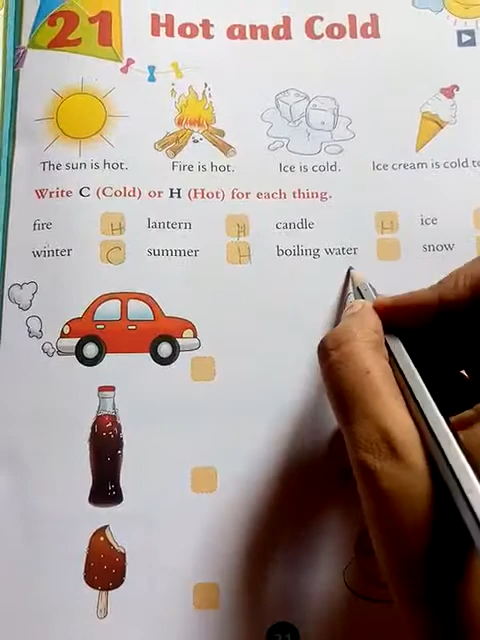 21 Hot and Cold
The sun is hot. Fire is hot. Ice is cold. Ice cream is cold
Write C (Cold) or H (Hot) for each thing.
fire H lantern H candle H ice
winter C summer H boiling water snow
21